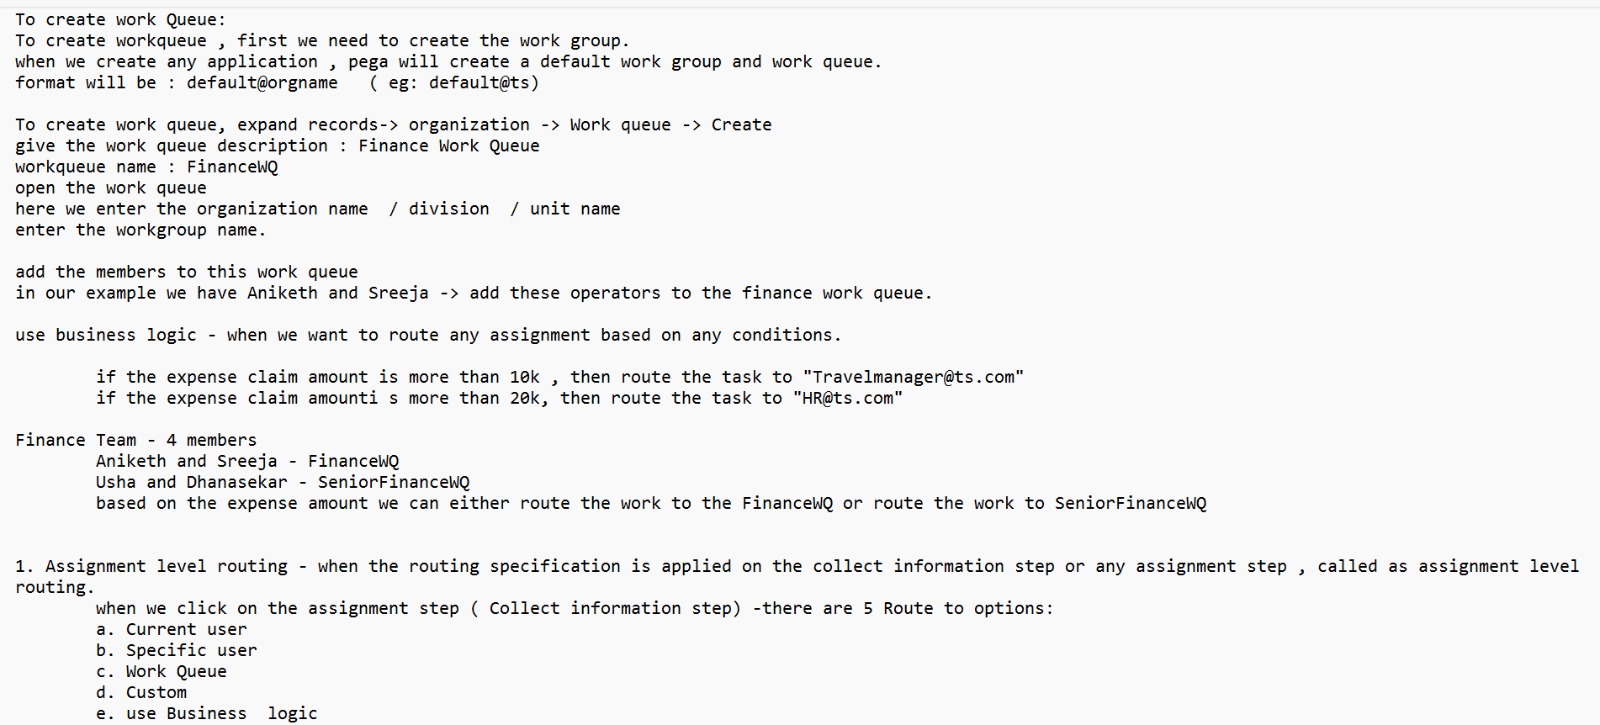 To create work Queue:
To create workqueue , first we need to create the work group.
when we create any application , pega will create a default work group and work queue.
format will be : default@orgname   ( eg: default@ts)

To create work queue, expand records-> organization -> Work queue -> Create
give the work queue description : Finance Work Queue
workqueue name : FinanceWQ
open the work queue
here we enter the organization name  / division  / unit name
enter the workgroup name.

add the members to this work queue
in our example we have Aniketh and Sreeja -> add these operators to the finance work queue.

use business logic - when we want to route any assignment based on any conditions.

        if the expense claim amount is more than 10k , then route the task to "Travelmanager@ts.com"
        if the expense claim amounti s more than 20k, then route the task to "HR@ts.com"

Finance Team - 4 members
        Aniketh and Sreeja - FinanceWQ
        Usha and Dhanasekar - SeniorFinanceWQ
        based on the expense amount we can either route the work to the FinanceWQ or route the work to SeniorFinanceWQ

1. Assignment level routing - when the routing specification is applied on the collect information step or any assignment step , called as assignment level
routing.
        when we click on the assignment step ( Collect information step) -there are 5 Route to options:
        a. Current user
        b. Specific user
        c. Work Queue
        d. Custom
        e. use Business  logic